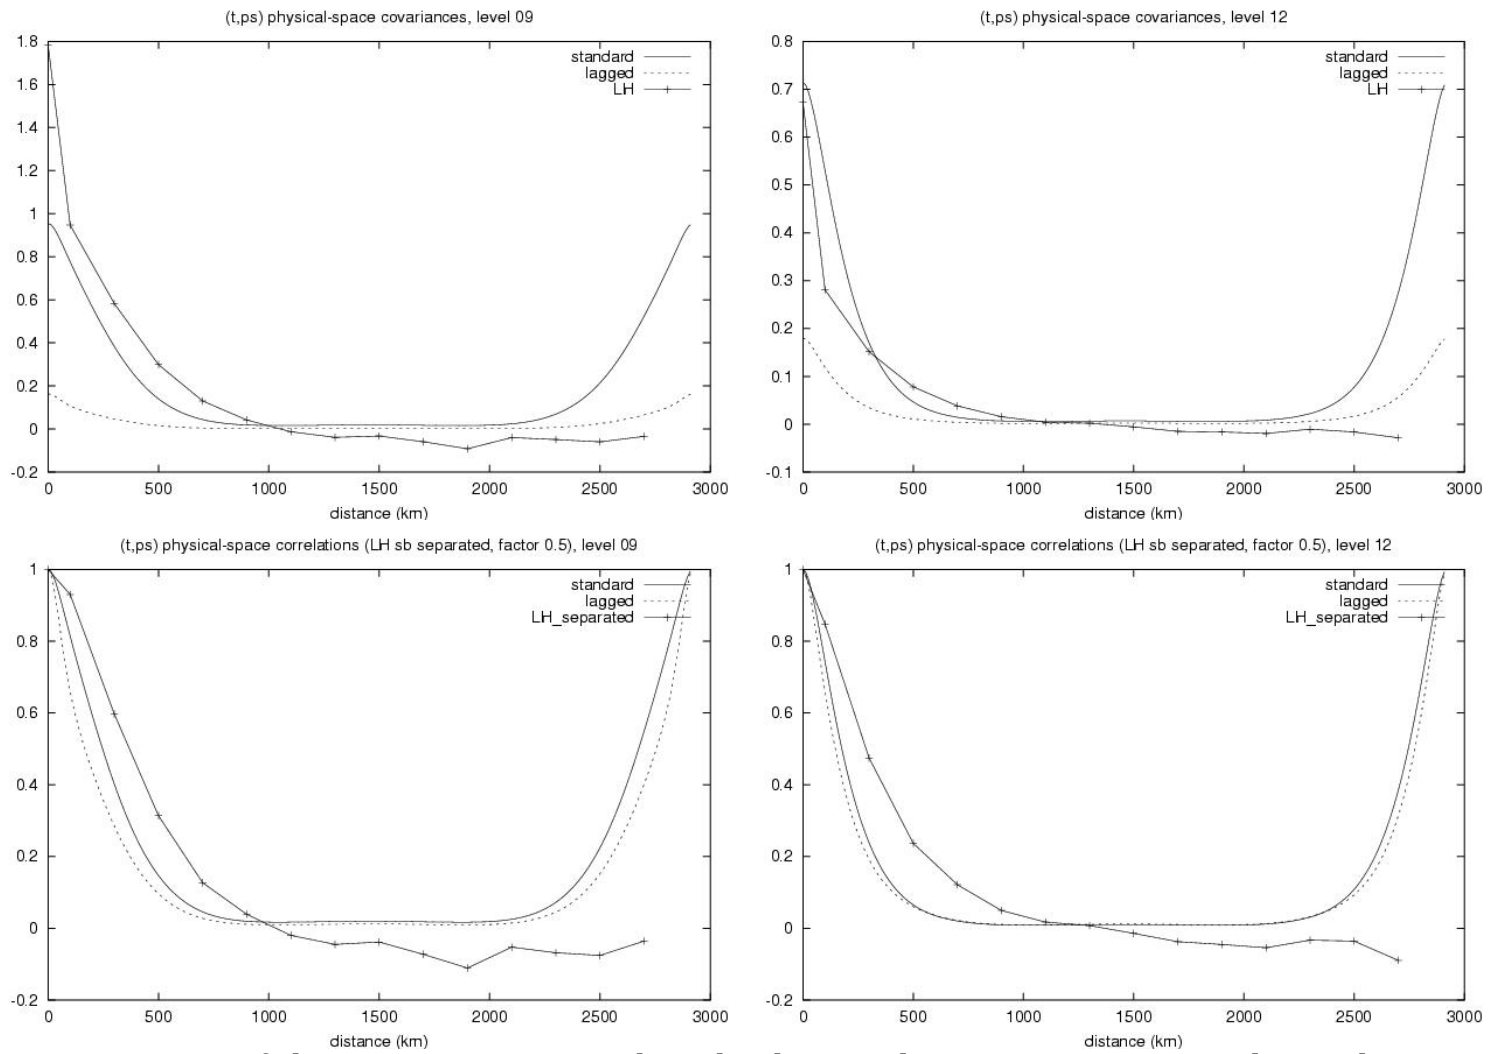 (t,ps) physical-space covariances, level 09
1.8
1.6
1.4
1.2
1
0.8
0.6
0.4
0.2
0
-0.2
0 500 1000 1500 2000 2500 3000
distance (km)
standard
lagged
LH
(t,ps) physical-space covariances, level 12
0.8
0.7
0.6
0.5
0.4
0.3
0.2
0.1
0
-0.1
0 500 1000 1500 2000 2500 3000
distance (km)
standard
lagged
LH
(t,ps) physical-space correlations (LH sb separated, factor 0.5), level 09
1
0.8
0.6
0.4
0.2
0
-0.2
0 500 1000 1500 2000 2500 3000
distance (km)
standard
lagged
LH_separated
(t,ps) physical-space correlations (LH sb separated, factor 0.5), level 12
1
0.8
0.6
0.4
0.2
0
-0.2
0 500 1000 1500 2000 2500 3000
distance (km)
standard
lagged
LH_separated